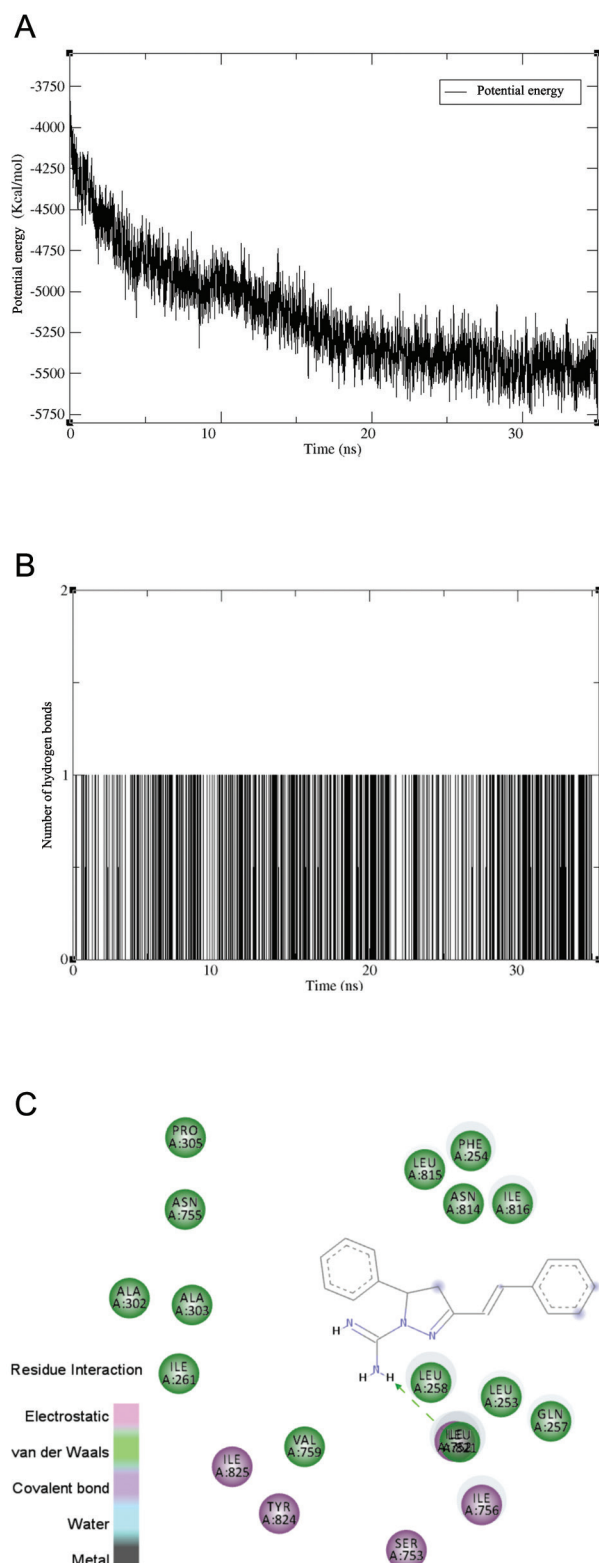 A
-3750
-4000
-4250
-4500
-4750
-5000
-5250
-5500
-5750
Potential energy (Kcal/mol)
Potential energy
0
10
20
30
Time (ns)
B
2
1
0
Number of hydrogen bonds
0
10
20
30
Time (ns)
C
PRO
A:305
PHE
A:254
LEU
A:815
ASN
A:814
ILE
A:816
ASN
A:755
ALA
A:302
ALA
A:303
N
N
H
N
N
H
H
ILE
A:261
LEU
A:258
LEU
A:253
GLN
A:257
VAL
A:759
ILE
A:825
ILE
A:756
TYR
A:824
SER
A:753
Residue Interaction
Electrostatic
van der Waals
Covalent bond
Water
Metal